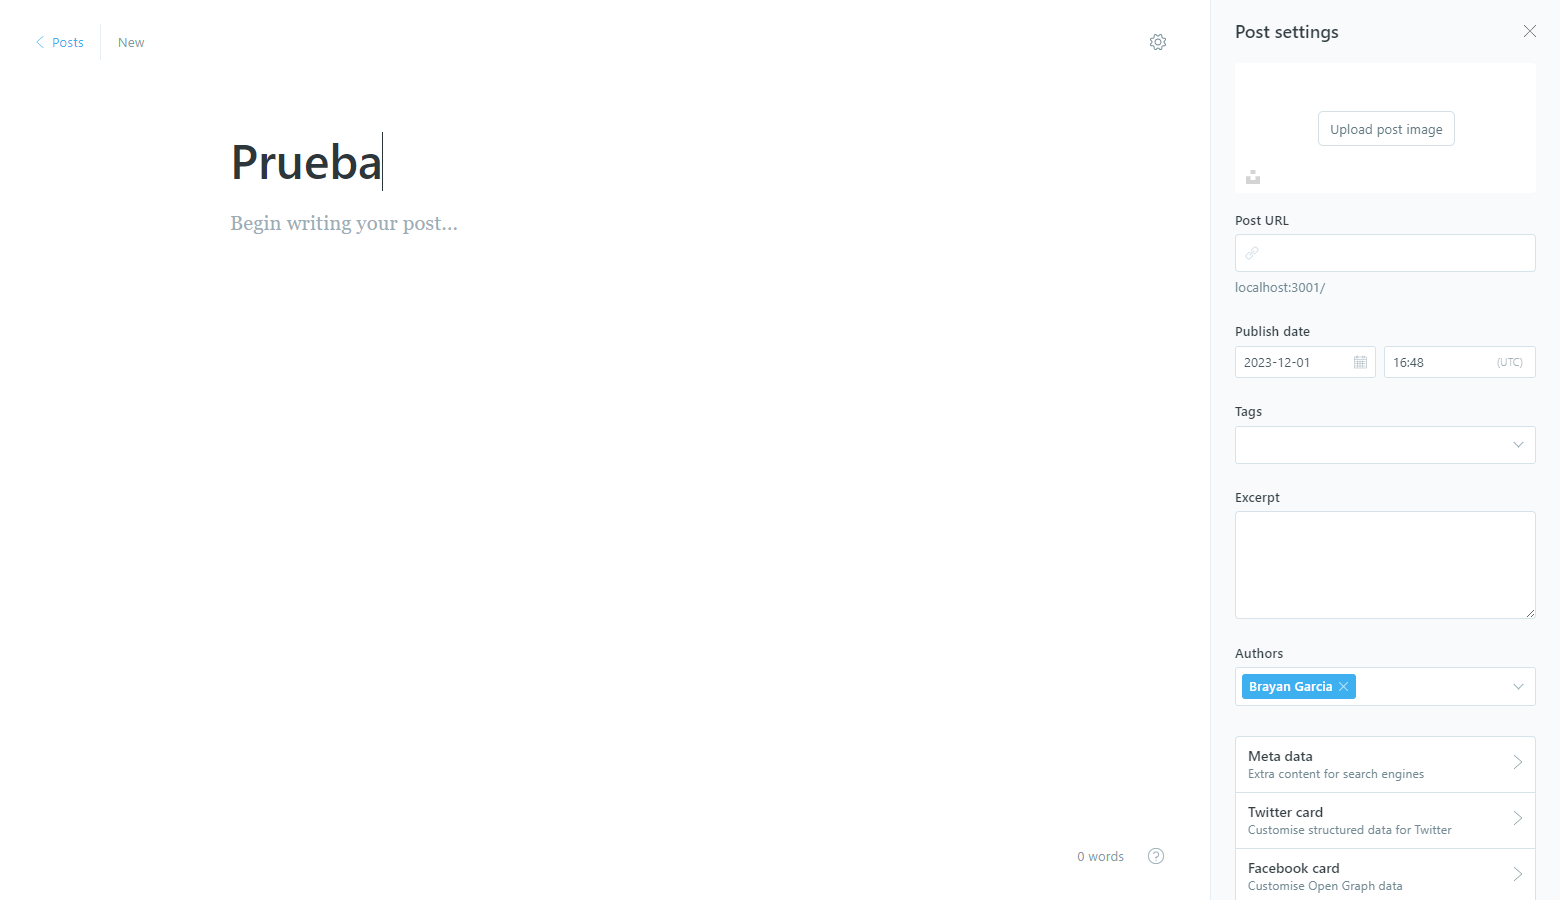 Posts
New
Prueba
Begin writing your post...
0 words
Post settings
Upload post image
Post URL
localhost:3001/
Publish date
2023-12-01
16:48
(UTC)
Tags
Excerpt
Authors
Brayan Garcia
Meta data
Extra content for search engines
Twitter card
Customise structured data for Twitter
Facebook card
Customise Open Graph data